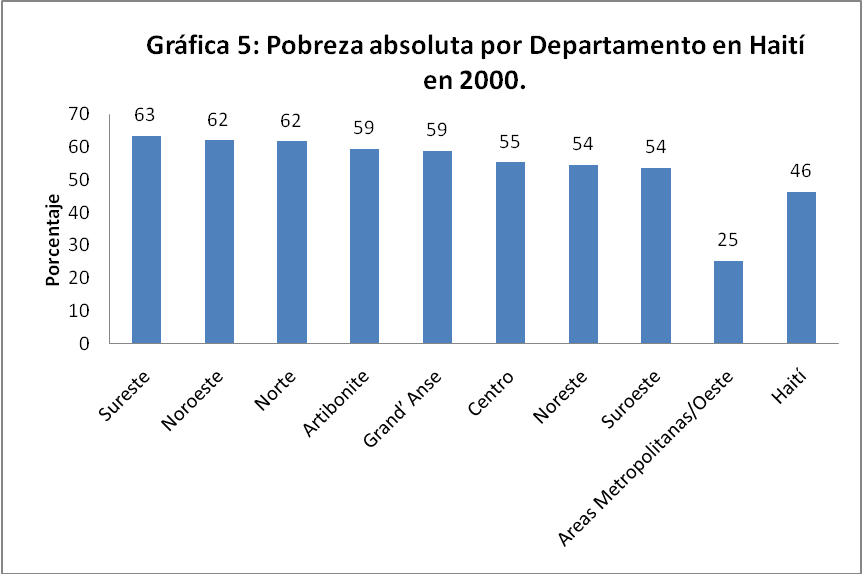 Gráfica 5: Pobreza absoluta por Departamento en Haití
en 2000.
Porcentaje
70
60
50
40
30
20
10
0
63
62
62
59
59
55
54
54
25
46
Sureste
Noroeste
Norte
Artibonite
Grand’ Anse
Centro
Noreste
Suroeste
Areas Metropolitanas/Oeste
Haití